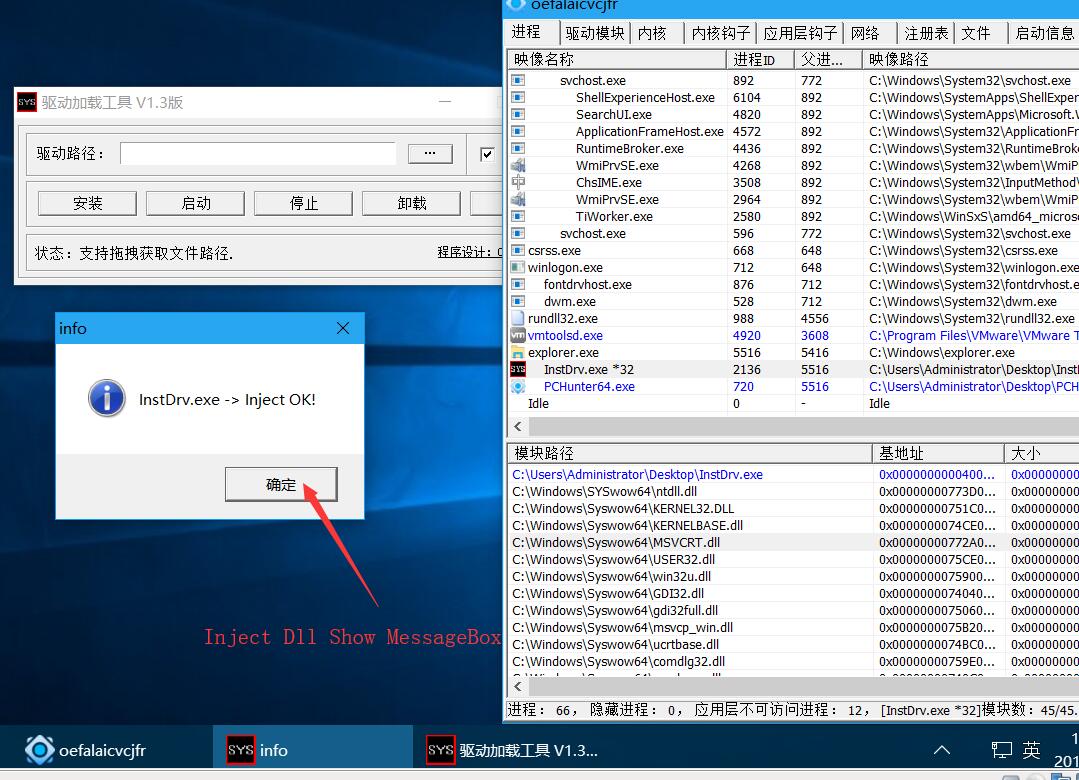 oefalaicvcjfr
进程 驱动模块 内核 内核钩子 应用层钩子 网络 注册表 文件 启动信息
映像名称 进程ID 父进... 映像路径
svchost.exe 892 772 C:\Windows\System32\svchost.exe
ShellExperienceHost.exe 6104 892 C:\Windows\SystemApps\ShellExper
SearchUI.exe 4820 892 C:\Windows\SystemApps\Microsoft.W
ApplicationFrameHost.exe 4572 892 C:\Windows\System32\ApplicationFr
RuntimeBroker.exe 4436 892 C:\Windows\System32\RuntimeBrok
WmiPrvSE.exe 4268 892 C:\Windows\System32\wbem\WmiP
ChsIME.exe 3508 892 C:\Windows\System32\InputMethod\
WmiPrvSE.exe 2964 892 C:\Windows\System32\wbem\WmiP
TiWorker.exe 2580 892 C:\Windows\WinSxS\amd64_microso
svchost.exe 596 772 C:\Windows\System32\svchost.exe
csrss.exe 668 648 C:\Windows\System32\csrss.exe
winlogon.exe 712 648 C:\Windows\System32\winlogon.exe
fontdrvhost.exe 876 712 C:\Windows\System32\fontdrvhost.e
dwm.exe 528 712 C:\Windows\System32\dwm.exe
rundll32.exe 988 4556 C:\Windows\System32\rundll32.exe
vmtoolsd.exe 4920 3608 C:\Program Files\VMware\VMware T
explorer.exe 5516 5416 C:\Windows\explorer.exe
InstDrv.exe *32 2136 5516 C:\Users\Administrator\Desktop\Inst
PCHunter64.exe 720 5516 C:\Users\Administrator\Desktop\PCH
Idle 0 - Idle
模块路径 基地址 大小
C:\Users\Administrator\Desktop\InstDrv.exe 0x0000000000400... 0x00000000
C:\Windows\SYSwow64\ntdll.dll 0x00000000773D0... 0x00000000
C:\Windows\Syswow64\KERNEL32.DLL 0x00000000751C0... 0x00000000
C:\Windows\Syswow64\KERNELBASE.dll 0x0000000074CE0... 0x00000000
C:\Windows\Syswow64\MSVCRT.dll 0x00000000772A0... 0x00000000
C:\Windows\Syswow64\USER32.dll 0x0000000075CE0... 0x00000000
C:\Windows\Syswow64\win32u.dll 0x0000000075900... 0x00000000
C:\Windows\Syswow64\GDI32.dll 0x0000000074040... 0x00000000
C:\Windows\Syswow64\gdi32full.dll 0x0000000075060... 0x00000000
C:\Windows\Syswow64\msvcp_win.dll 0x0000000075B20... 0x00000000
C:\Windows\Syswow64\ucrtbase.dll 0x0000000074BC0... 0x00000000
C:\Windows\Syswow64\comdlg32.dll 0x00000000759E0... 0x00000000
进程: 66, 隐藏进程: 0, 应用层不可访问进程: 12, [InstDrv.exe *32]模块数: 45/45.
SYS 驱动加载工具 V1.3版
驱动路径: ...
安装 启动 停止 卸载
状态: 支持拖拽获取文件路径. 程序设计:
info
InstDrv.exe -> Inject OK!
确定
Inject Dll Show MessageBox
oefalaicvcjfr SYS info SYS 驱动加载工具 V1.3... 英